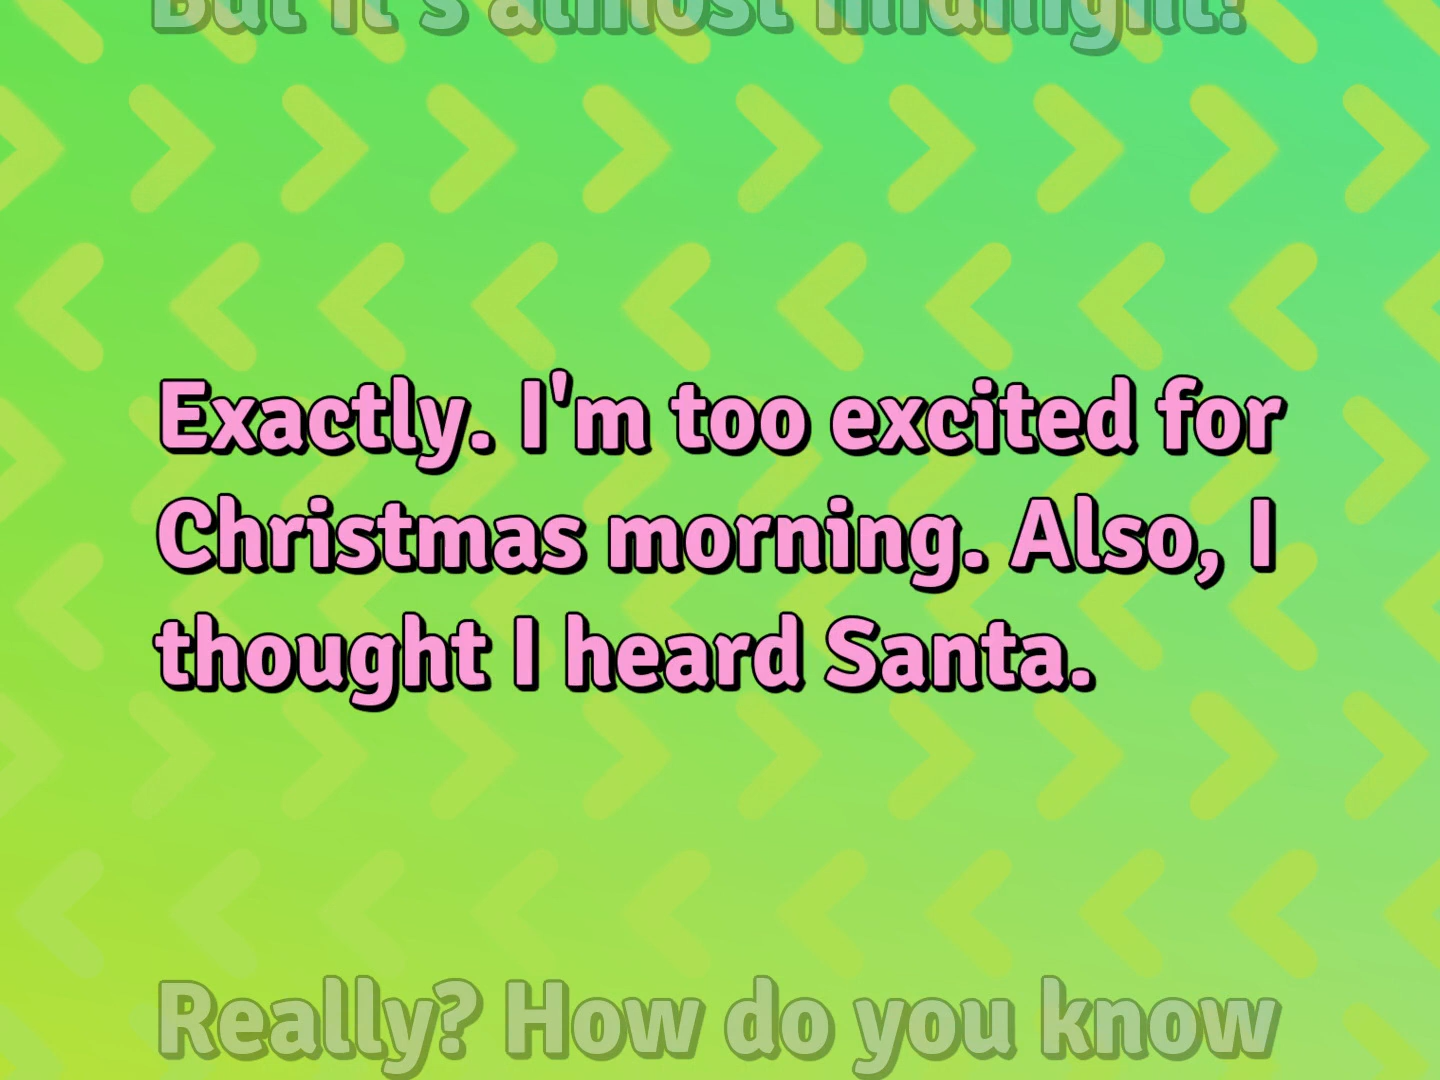 But it's almost midnight!
Exactly. I'm too excited for
Christmas morning. Also, I
thought I heard Santa.
Really? How do you know